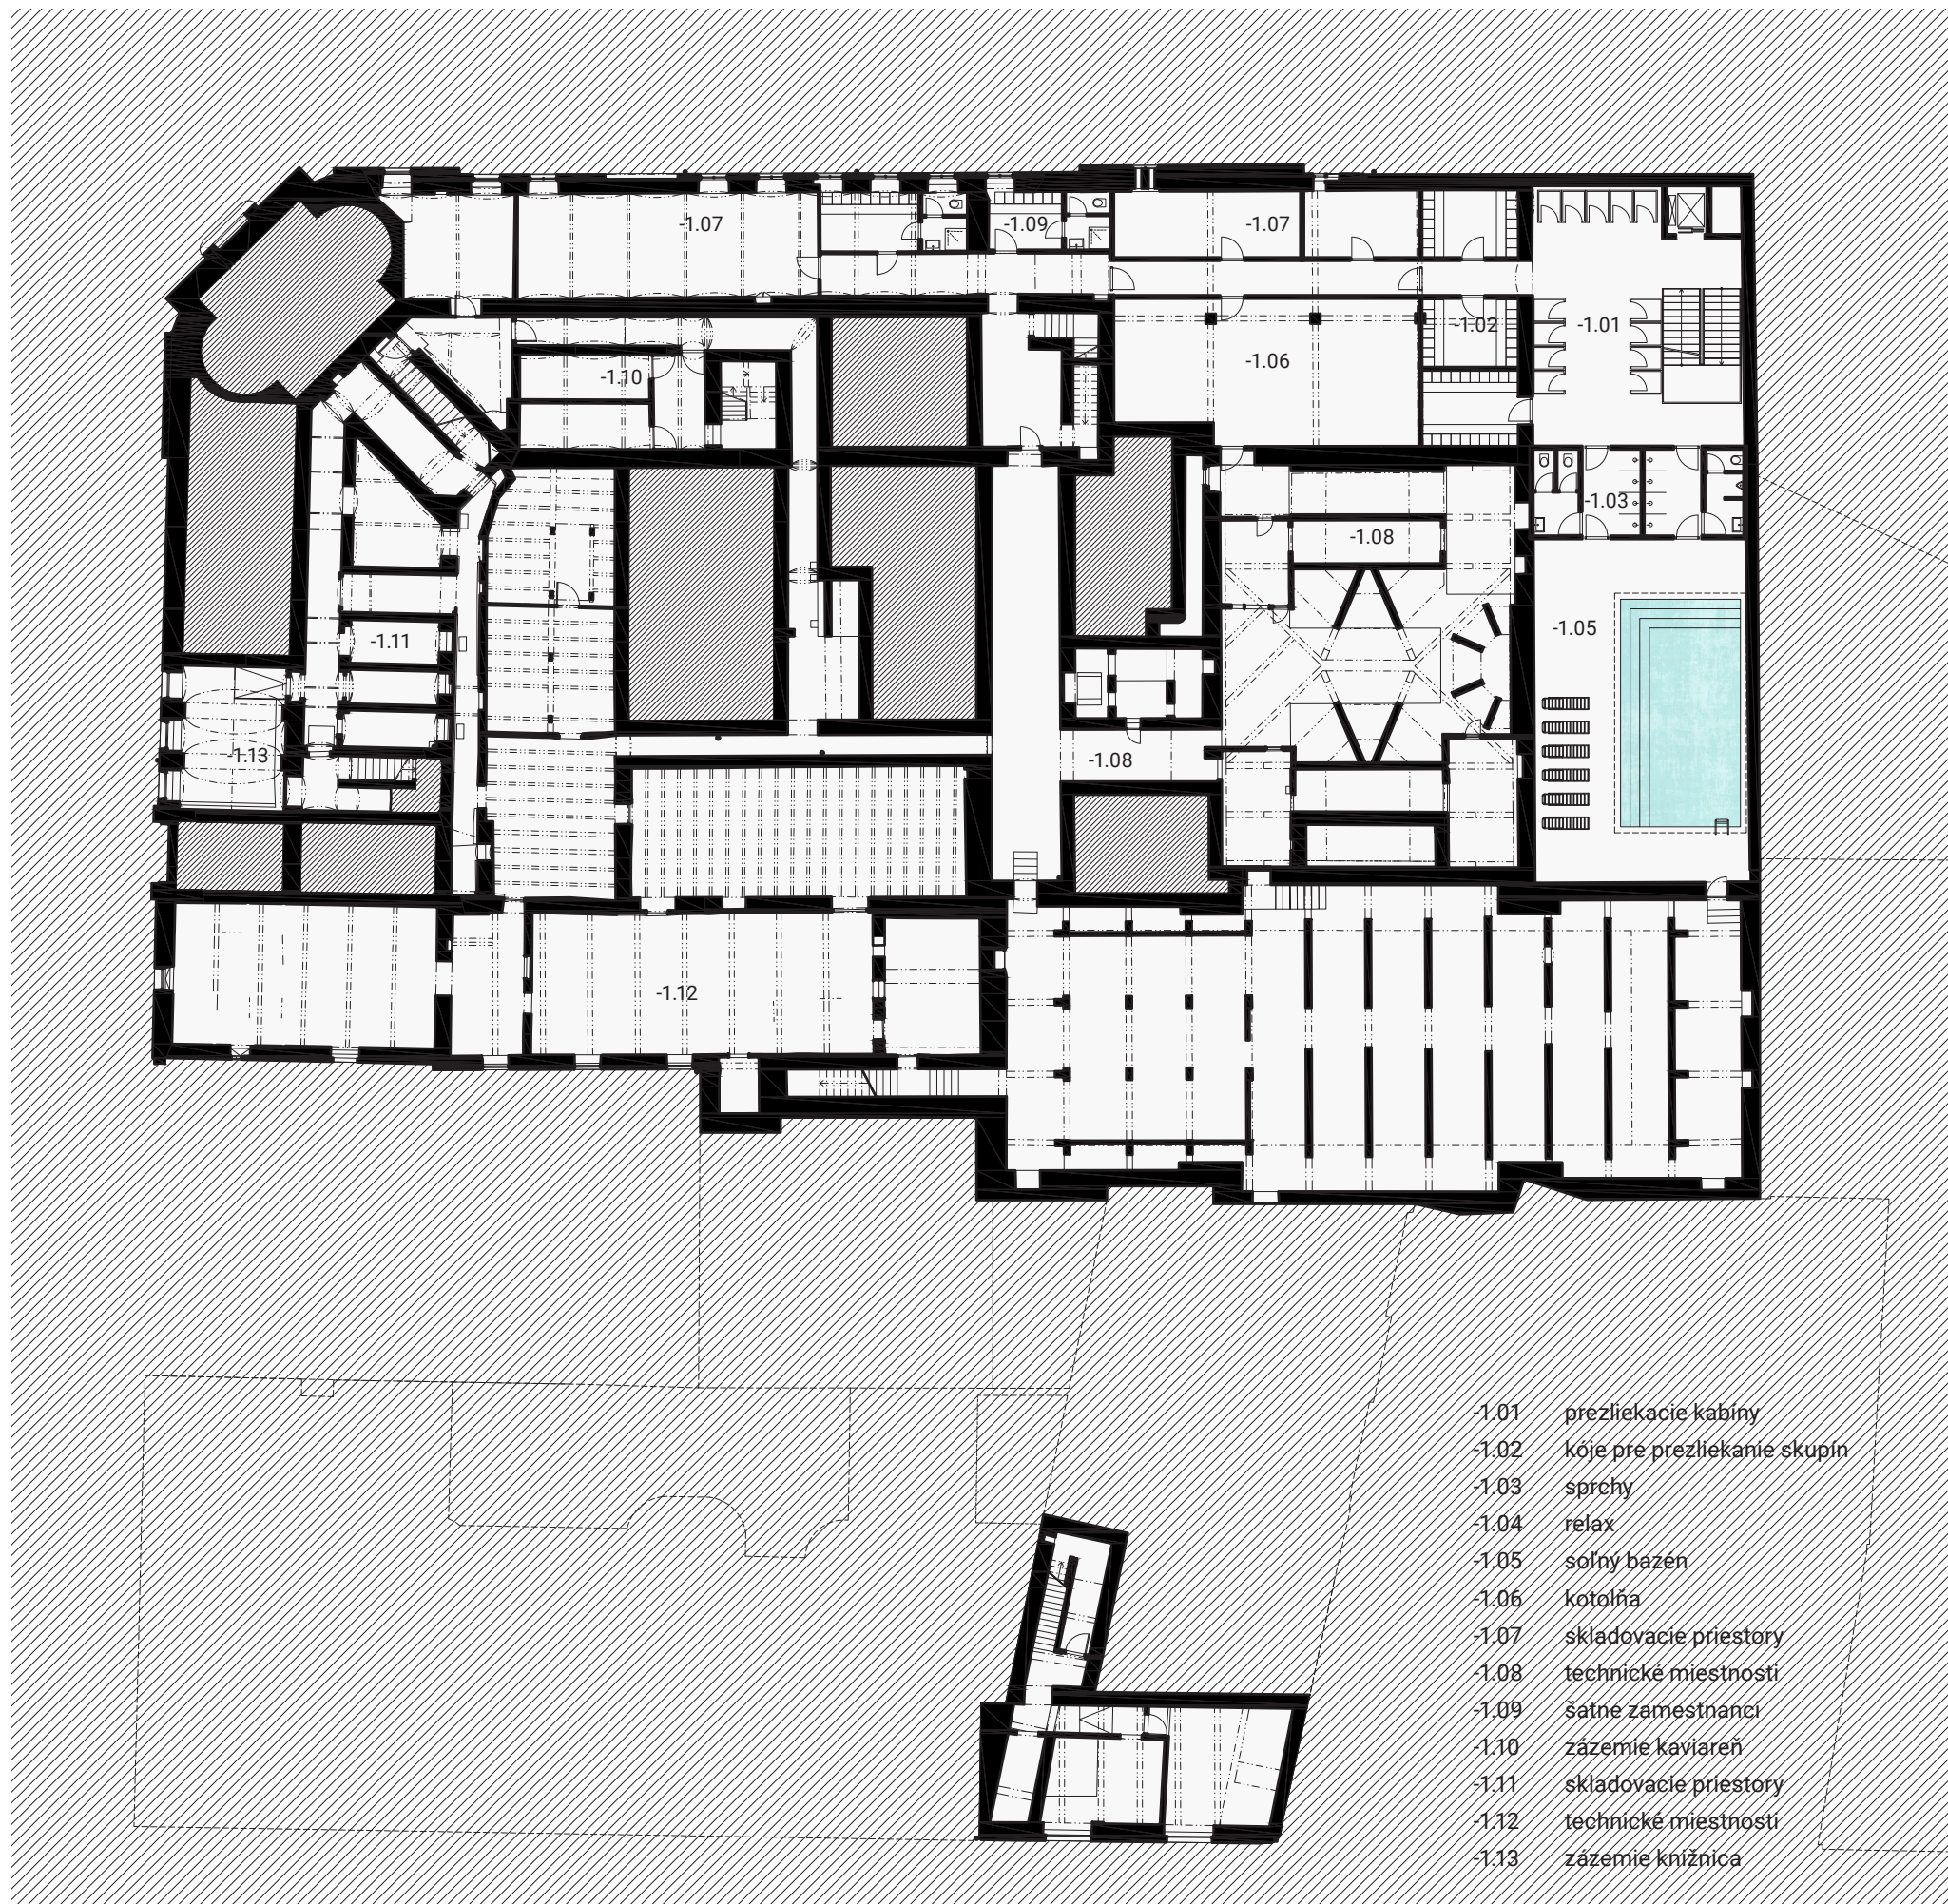 -1.07
-1.09
-1.07
-1.02
-1.01
-1.06
-1.10
-1.03
-1.08
-1.05
-1.11
-1.13
-1.08
-1.12
-1.01 prezliekacie kabíny
-1.02 kóje pre prezliekanie skupín
-1.03 sprchy
-1.04 relax
-1.05 soľný bazén
-1.06 kotolňa
-1.07 skladovacie priestory
-1.08 technické miestnosti
-1.09 šatne zamestnanci
-1.10 zázemie kaviareň
-1.11 skladovacie priestory
-1.12 technické miestnosti
-1.13 zázemie knižnica